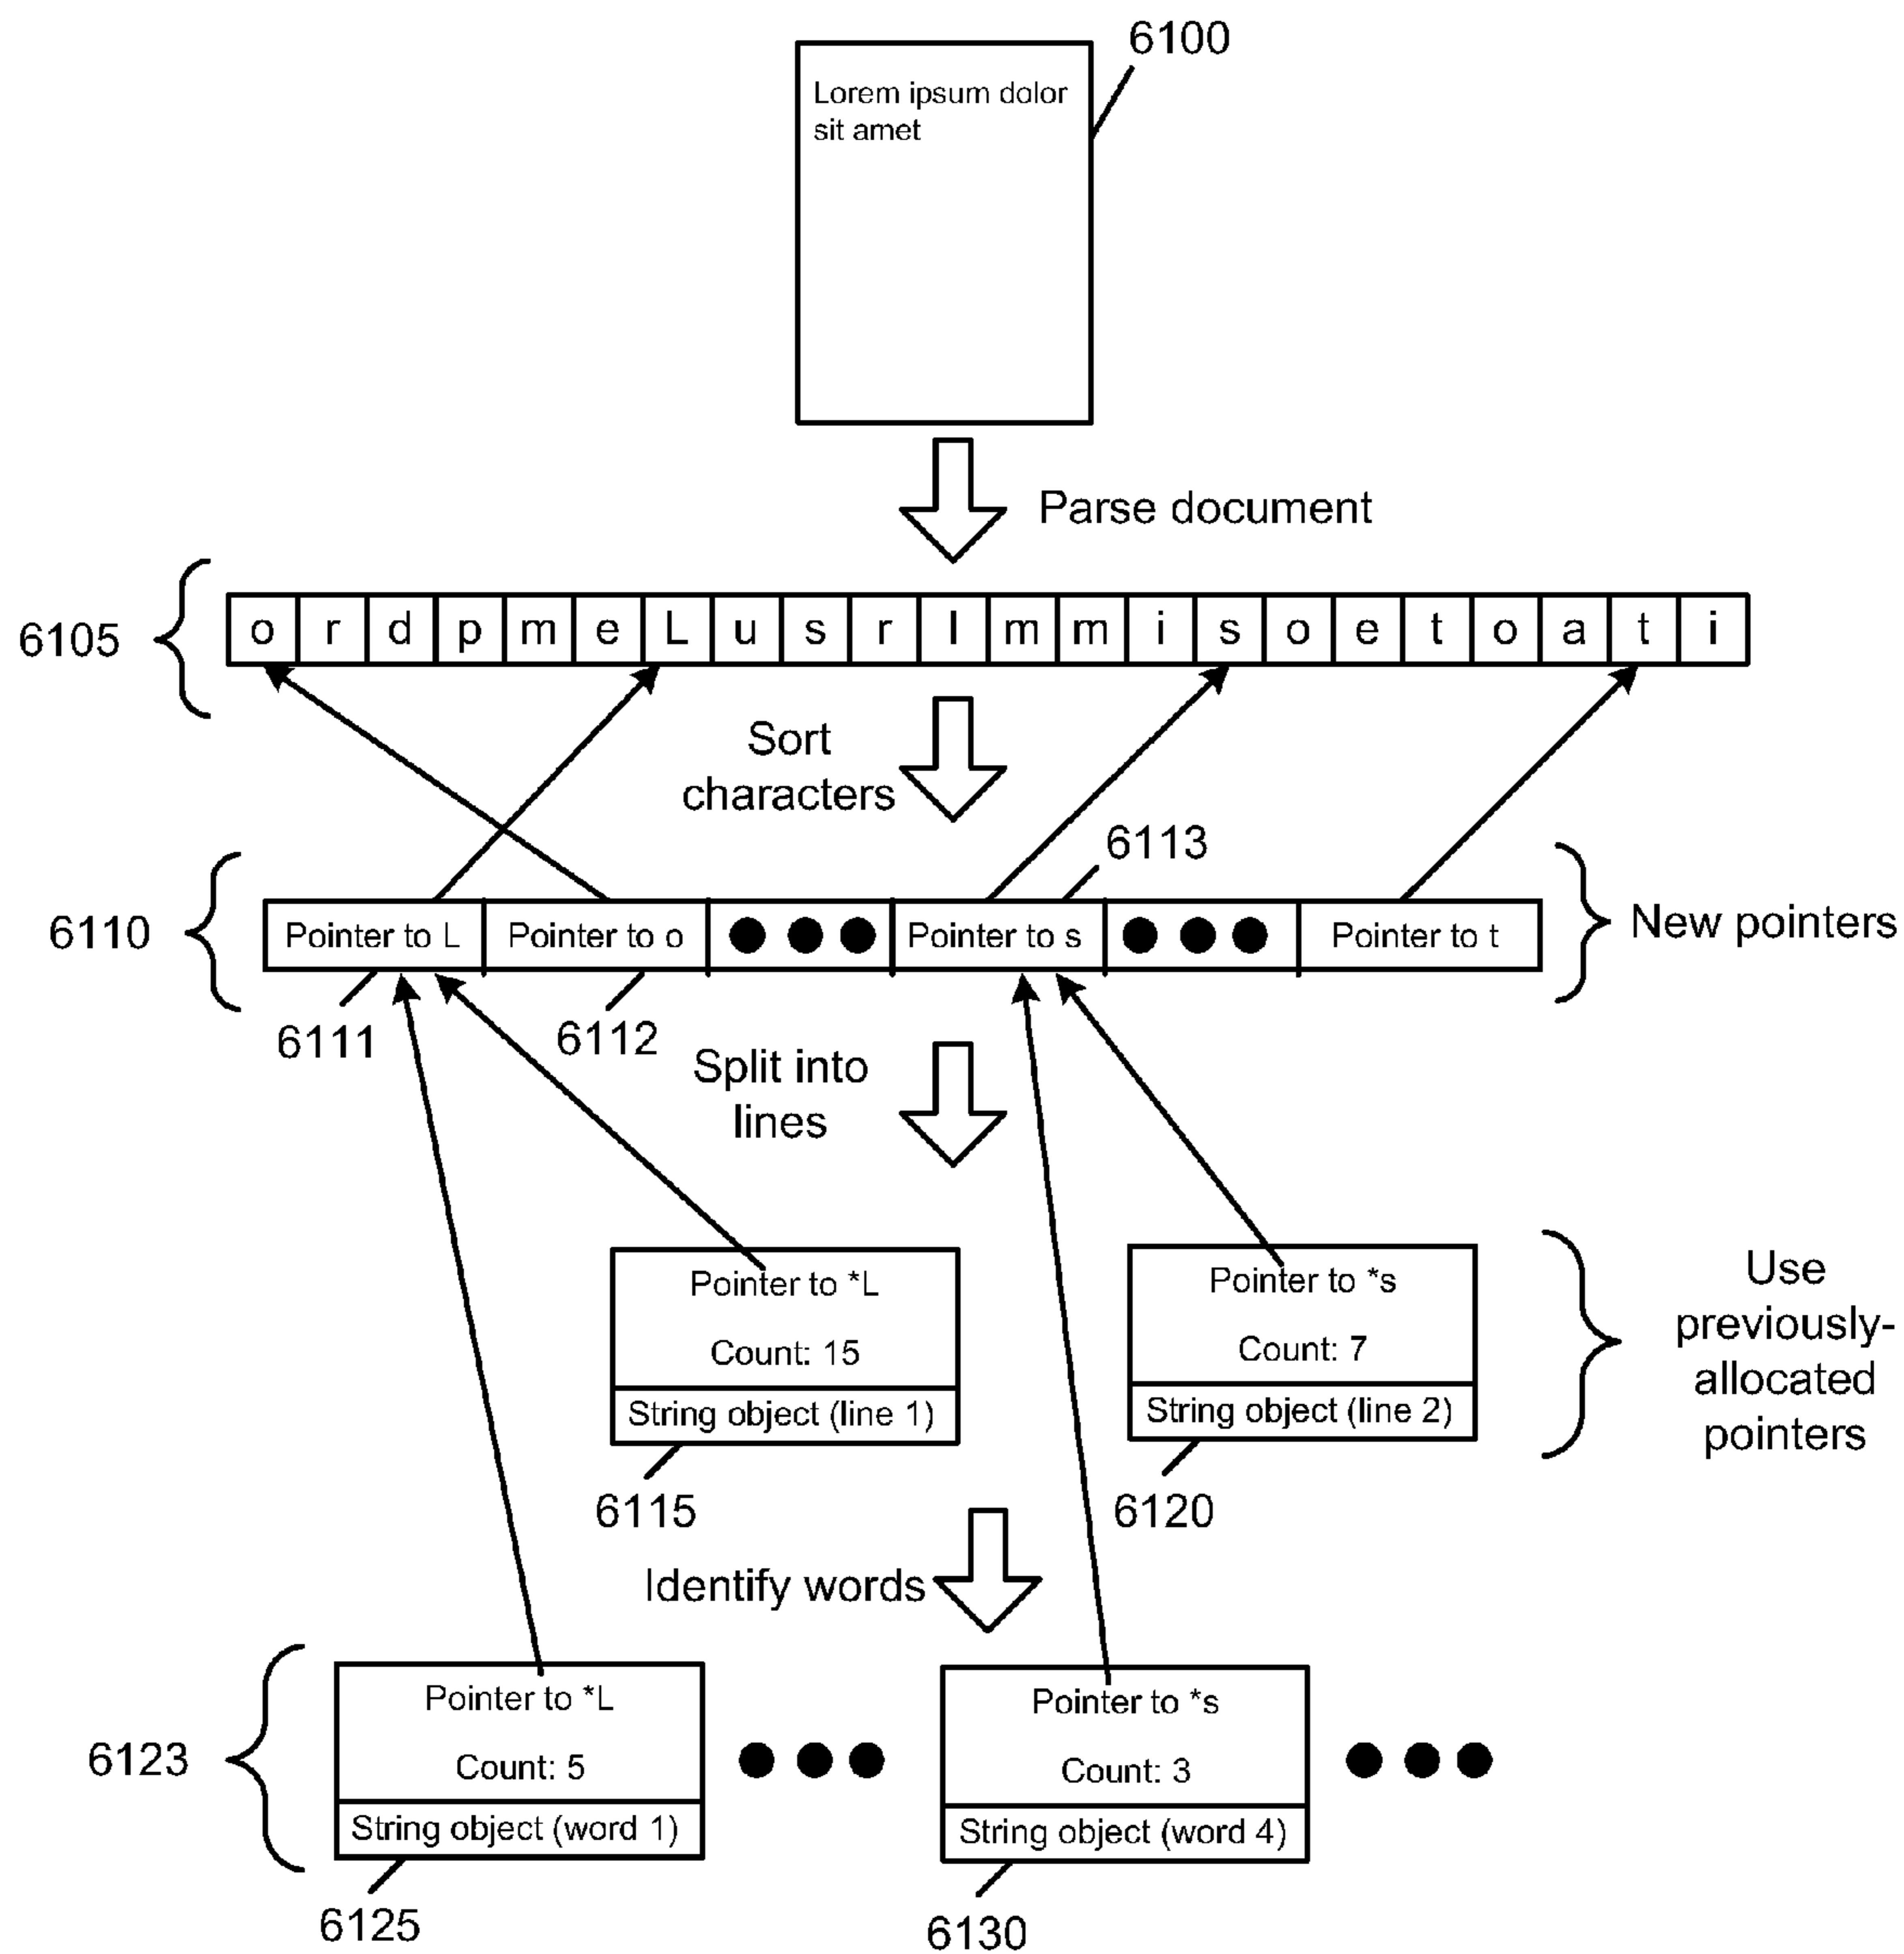 6100
Lorem ipsum dolor
sit amet
Parse document
6105
o r d p m e L u s r l m m i s o e t o a t i
Sort
characters
6113
6110
Pointer to L Pointer to o Pointer to s Pointer to t
New pointers
6111
6112
Split into
lines
Pointer to *L
Count: 15
String object (line 1)
6115
Pointer to *s
Count: 7
String object (line 2)
6120
Use
previously-
allocated
pointers
Identify words
6123
Pointer to *L
Count: 5
String object (word 1)
6125
Pointer to *s
Count: 3
String object (word 4)
6130